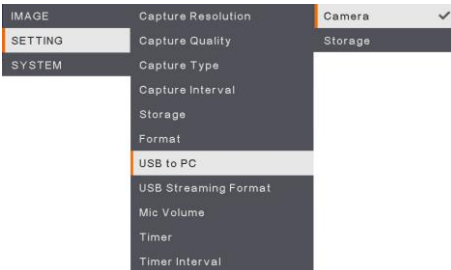 IMAGE
SETTING
SYSTEM
Capture Resolution
Capture Quality
Capture Type
Capture Interval
Storage
Format
USB to PC
USB Streaming Format
Mic Volume
Timer
Timer Interval
Camera ✓
Storage